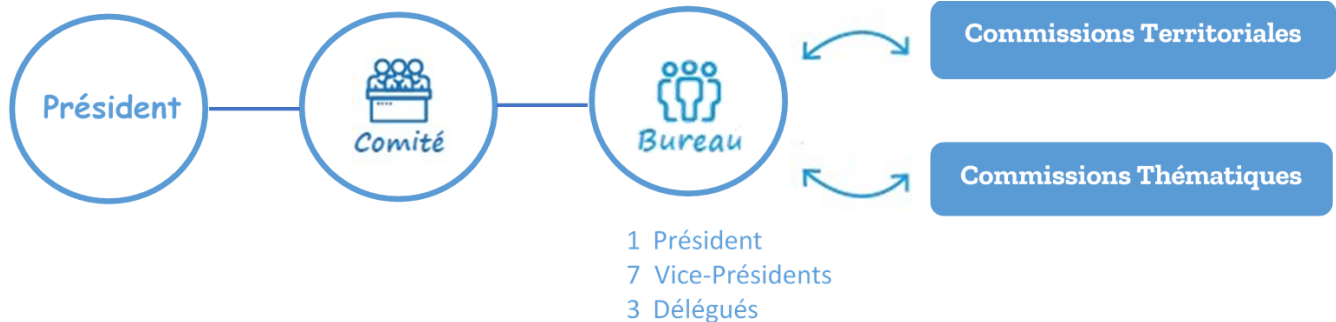 Président
Comité
Bureau
Commissions Territoriales
Commissions Thématiques
1 Président
7 Vice-Présidents
3 Délégués